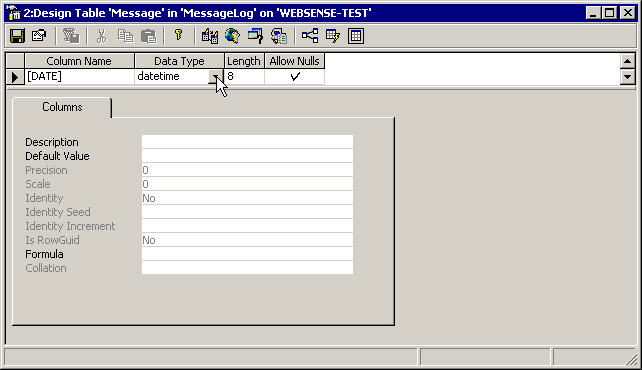 2:Design Table 'Message' in 'MessageLog' on 'WEBSENSE-TEST'
Column Name Data Type Length Allow Nulls
[DATE] datetime 8
Columns
Description
Default Value
Precision 0
Scale 0
Identity No
Identity Seed
Identity Increment
Is RowGuid No
Formula
Collation